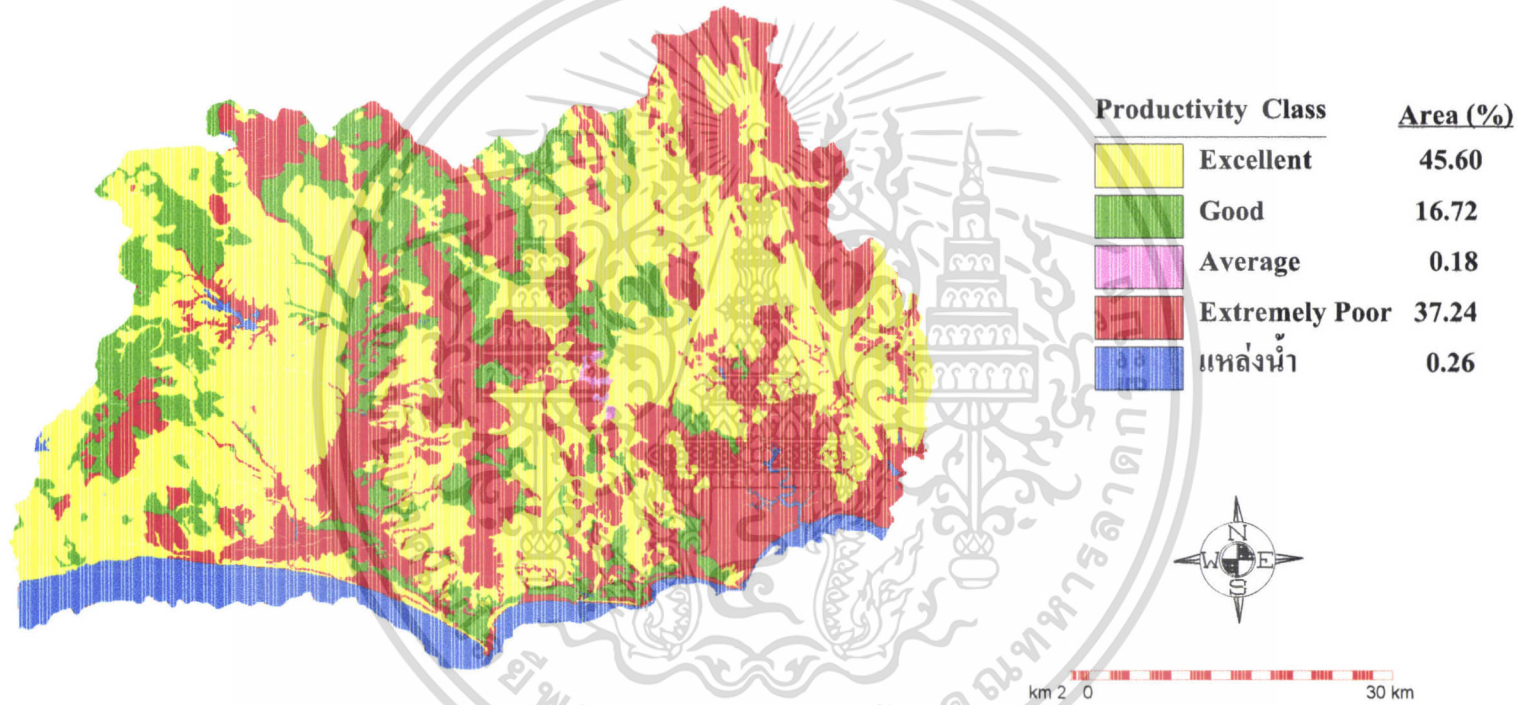 Productivity Class Area (%)
Excellent 45.60
Good 16.72
Average 0.18
Extremely Poor 37.24
แหล่งน้ำ 0.26
N
W E
S
km 2 0 30 km